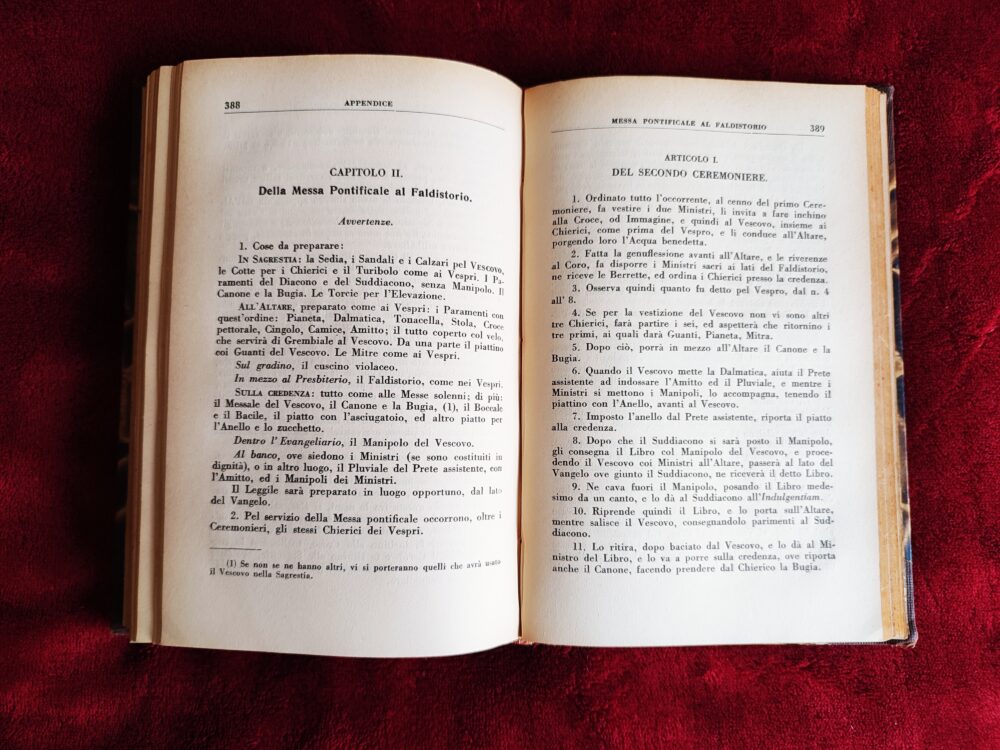 388 APPENDICE
CAPITOLO II.
Della Messa Pontificale al Faldistorio.
Avvertenze.
1. Cose da preparare:
IN SAGRESTIA: la Sedia, i Sandali e i Calzari pel VESCOVO,
le Cotte per i Chierici e il Turibolo come ai Vespri. I Pa-
ramenti del Diacono e del Suddiacono, senza Manipolo. Il
Canone e la Bugia. Le Torcie per l'Elevazione.
ALL'ALTARE, preparato come ai Vespri: i Paramenti con
quest'ordine: Pianeta, Dalmatica, Tonacella, Stola, Croce
pettorale, Cingolo, Camice, Amitto; il tutto coperto col velo,
che servirà di Grembiale al Vescovo. Da una parte il piattino
coi Guanti del Vescovo. Le Mitre come ai Vespri.
Sul gradino, il cuscino violaceo.
In mezzo al Presbiterio, il Faldistorio, come nei Vespri.
SULLA CREDENZA: tutto come alle Messe solenni; di più:
il Messale del Vescovo, il Canone e la Bugia, (1), il Boccale
e il Bacile, il piatto con l'asciugatoio, ed altro piatto per
l'Anello e lo zucchetto.
Dentro l'Evangeliario, il Manipolo del Vescovo.
Al banco, ove siedono i Ministri (se sono costituiti in
dignità), o in altro luogo, il Pluviale del Prete assistente, con
l'Amitto, ed i Manipoli dei Ministri.
Il Leggile sarà preparato in luogo opportuno, dal lato
del Vangelo.
2. Pel servizio della Messa pontificale occorrono, oltre i
Ceremonieri, gli stessi Chierici dei Vespri.
(1) Se non se ne hanno altri, vi si porteranno quelli che avrà usato
il Vescovo nella Sagrestia.
MESSA PONTIFICALE AL FALDISTORIO 389
ARTICOLO I.
DEL SECONDO CEREMONIERE.
1. Ordinato tutto l'occorrente, al cenno del primo Cere-
moniere, fa vestire i due Ministri, li invita a fare inchino
alla Croce, od Immagine, e quindi al Vescovo, insieme ai
Chierici, come prima del Vespro, e li conduce all'Altare,
porgendo loro l'Acqua benedetta.
2. Fatta la genuflessione avanti all'Altare, e le riverenze
al Coro, fa disporre i Ministri sacri ai lati del Faldistorio,
ne riceve le Berrette, ed ordina i Chierici presso la credenza.
3. Osserva quindi quanto fu detto pel Vespro, dal n. 4
all' 8.
4. Se per la vestizione del Vescovo non vi sono altri
tre Chierici, farà partire i sei, ed aspetterà che ritornino i
tre primi, ai quali darà Guanti, Pianeta, Mitra.
5. Dopo ciò, porrà in mezzo all'Altare il Canone e la
Bugia.
6. Quando il Vescovo mette la Dalmatica, aiuta il Prete
assistente ad indossare l'Amitto ed il Pluviale, e mentre i
Ministri si mettono i Manipoli, lo accompagna, tenendo il
piattino con l'Anello, avanti al Vescovo.
7. Imposto l'anello dal Prete assistente, riporta il piatto
alla credenza.
8. Dopo che il Suddiacono si sarà posto il Manipolo,
gli consegna il Libro col Manipolo del Vescovo, e proce-
dendo il Vescovo coi Ministri all'Altare, passerà al lato del
Vangelo ove giunto il Suddiacono, ne riceverà il detto Libro.
9. Ne cava fuori il Manipolo, posando il Libro mede-
simo da un canto, e lo dà al Suddiacono all'Indulgentiam.
10. Riprende quindi il Libro, e lo porta sull'Altare,
mentre salisce il Vescovo, consegnandolo parimenti al Sud-
diacono.
11. Lo ritira, dopo baciato dal Vescovo, e lo dà al Mi-
nistro del Libro, e lo va a porre sulla credenza, ove riporta
anche il Canone, facendo prendere dal Chierico la Bugia.